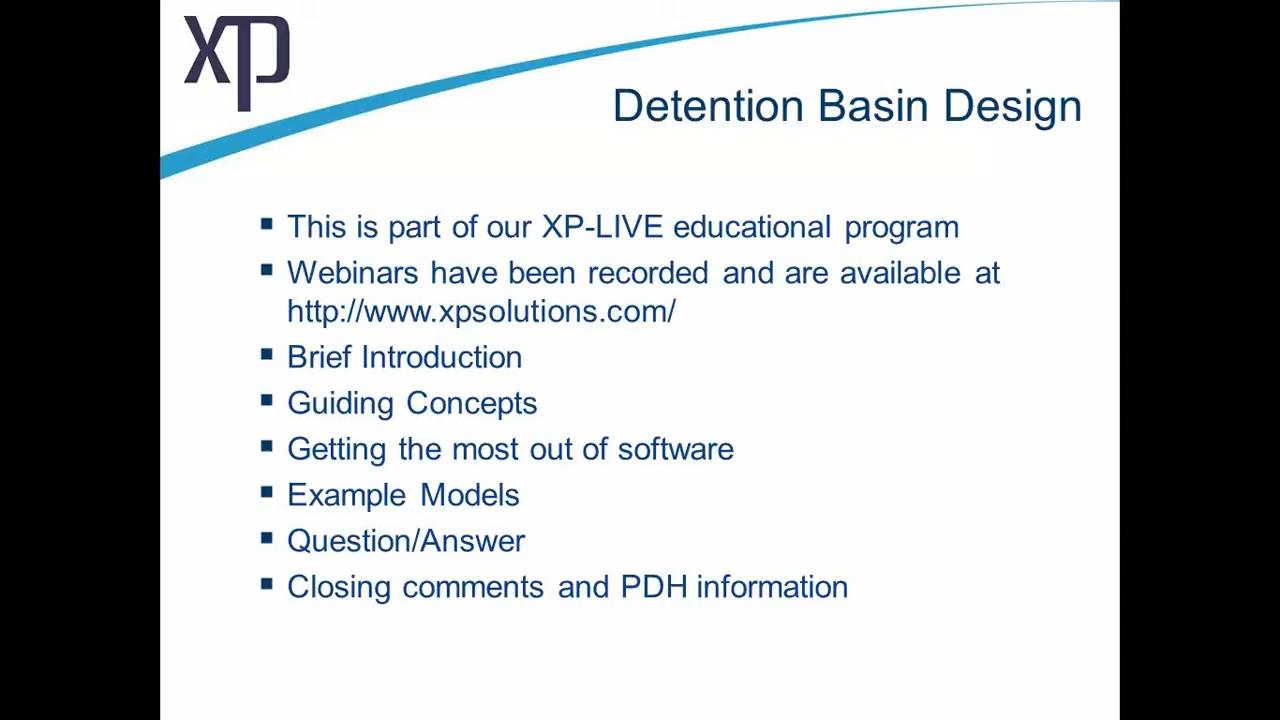 xp
Detention Basin Design
This is part of our XP-LIVE educational program
Webinars have been recorded and are available at
http://www.xpsolutions.com/
Brief Introduction
Guiding Concepts
Getting the most out of software
Example Models
Question/Answer
Closing comments and PDH information